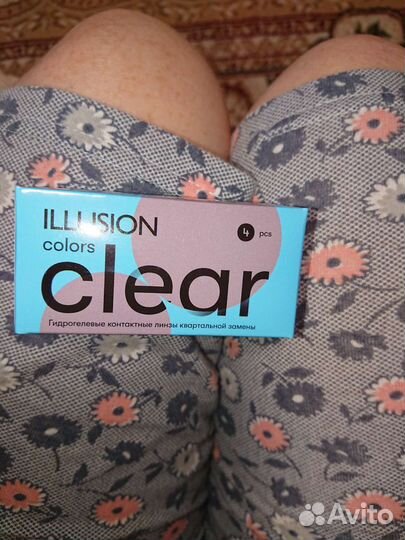 ILLUSION
colors
4 pcs
clear
Гидрогелевые контактные линзы квартальной замены
Avito